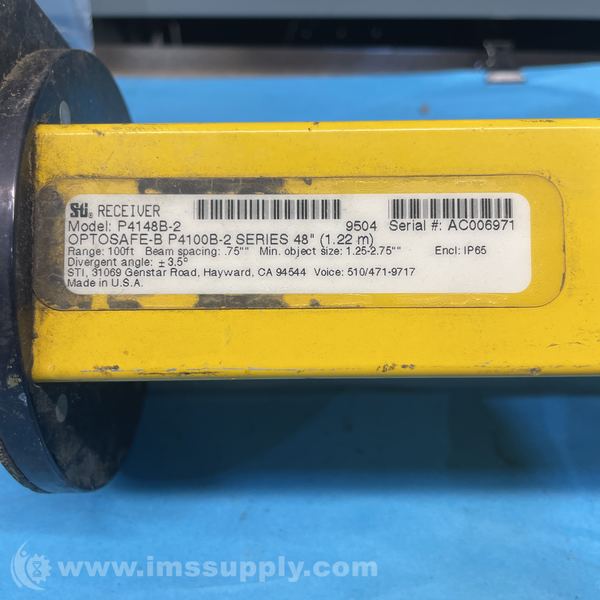 STI® RECEIVER
Model: P4148B-2 9504 Serial #: AC006971
OPTOSAFE-B P4100B-2 SERIES 48" (1.22 m)
Range: 100ft Beam spacing: .75"" Min. object size: 1.25-2.75"" Encl: IP65
Divergent angle: ± 3.5°
STI, 31069 Genstar Road, Hayward, CA 94544 Voice: 510/471-9717
Made in U.S.A.
www.imssupply.com